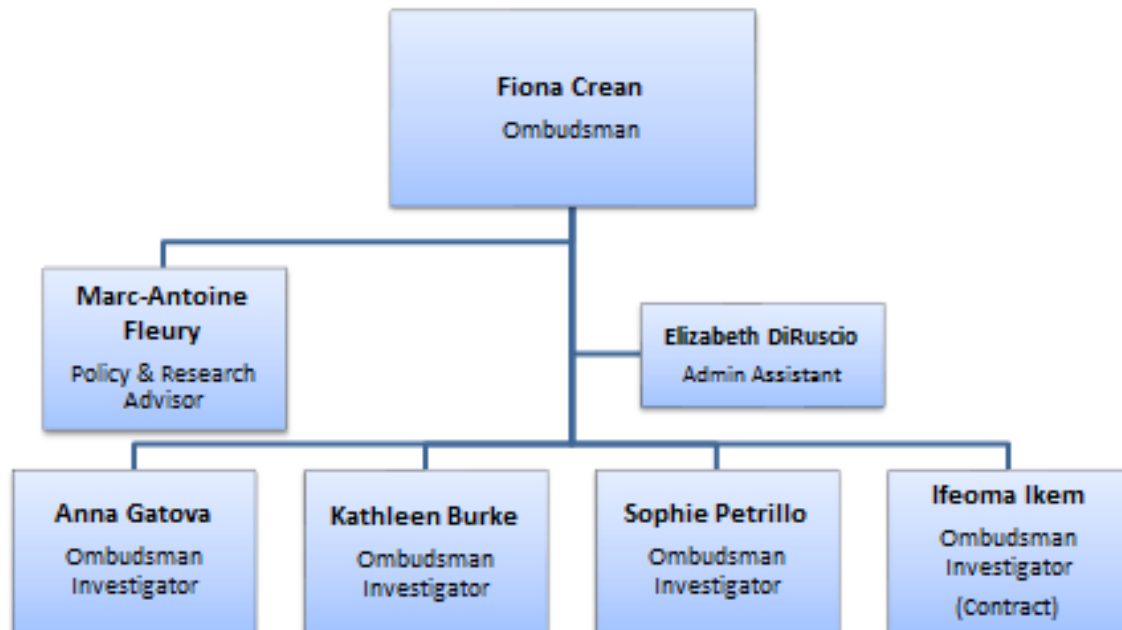 Fiona Crean
Ombudsman
Marc-Antoine
Fleury
Policy & Research
Advisor
Elizabeth DiRuscio
Admin Assistant
Anna Gatova
Ombudsman
Investigator
Kathleen Burke
Ombudsman
Investigator
Sophie Petrillo
Ombudsman
Investigator
Ifeoma Ikem
Ombudsman
Investigator
(Contract)